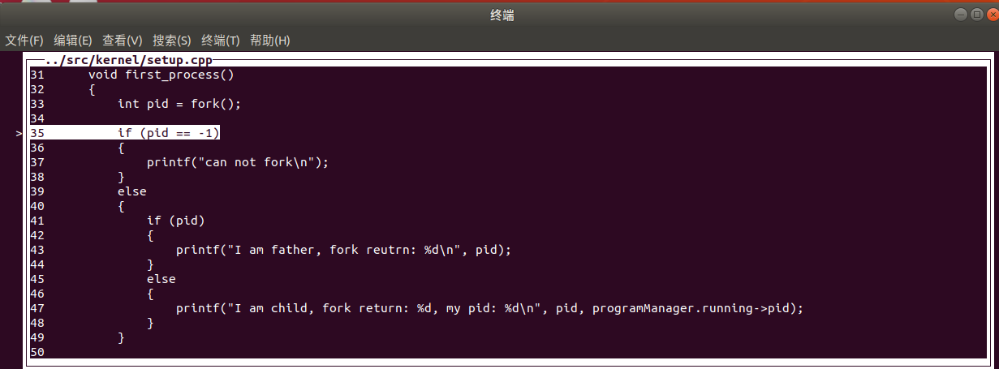 终端
文件(F) 编辑(E) 查看(V) 搜索(S) 终端(T) 帮助(H)
../src/kernel/setup.cpp
31 void first_process()
32 {
33 int pid = fork();
34
>35 if (pid == -1)
36 {
37 printf("can not fork\n");
38 }
39 else
40 {
41 if (pid)
42 {
43 printf("I am father, fork reutrn: %d\n", pid);
44 }
45 else
46 {
47 printf("I am child, fork return: %d, my pid: %d\n", pid, programManager.running->pid);
48 }
49 }
50